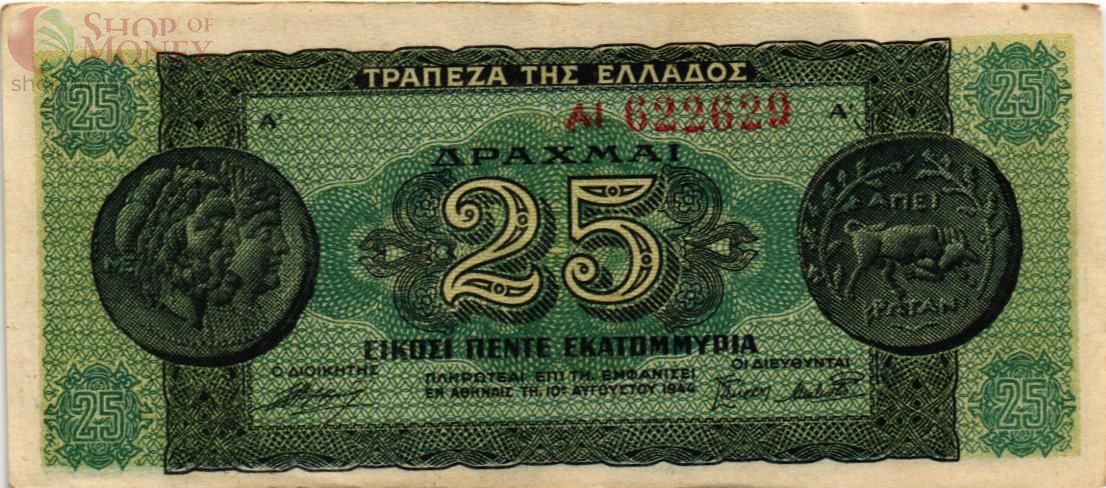 SHOP OF
MONEY
ΤΡΑΠΕΖΑ ΤΗΣ ΕΛΛΑΔΟΣ
25 25
ΑΙ 622629
Α' Α'
ΔΡΑΧΜΑΙ
25
ΑΠΕΙ
ΡΩΤΑΝ
ΕΙΚΟΣΙ ΠΕΝΤΕ ΕΚΑΤΟΜΜΥΡΙΑ
Ο ΔΙΟΙΚΗΤΗΣ ΟΙ ΔΙΕΥΘΥΝΤΑΙ
ΠΛΗΡΩΤΕΑΙ ΕΠΙ ΤΗ, ΕΜΦΑΝΙΣΕΙ
ΕΝ ΑΘΗΝΑΙΣ ΤΗ, 10ῃ ΑΥΓΟΥΣΤΟΥ 1944
25 25